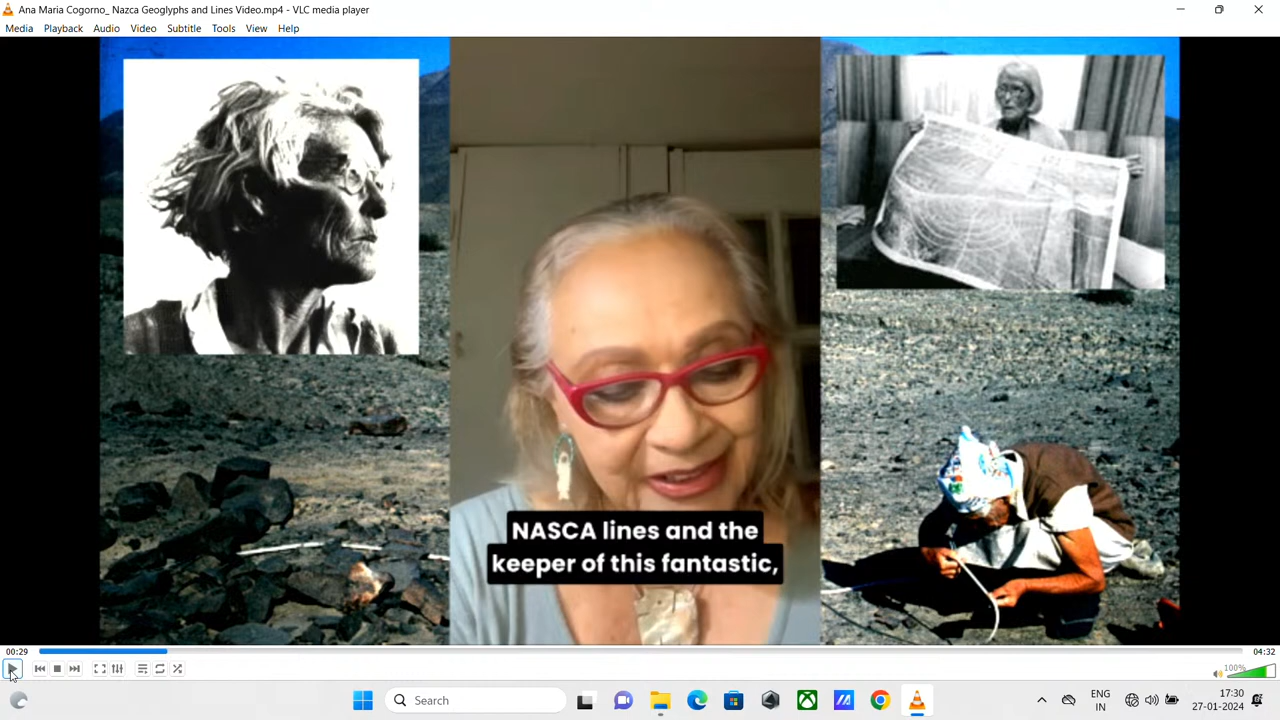 Ana Maria Cogorno_ Nazca Geoglyphs and Lines Video.mp4 - VLC media player
Media Playback Audio Video Subtitle Tools View Help
NASCA lines and the
keeper of this fantastic,
00:29
04:32
100%
Search
ENG
IN
17:30
27-01-2024